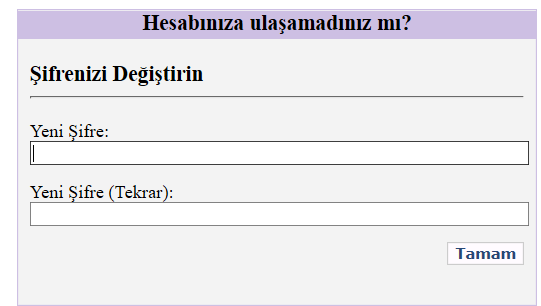 Hesabınıza ulaşamadınız mı?
Şifrenizi Değiştirin
Yeni Şifre:
Yeni Şifre (Tekrar):
Tamam